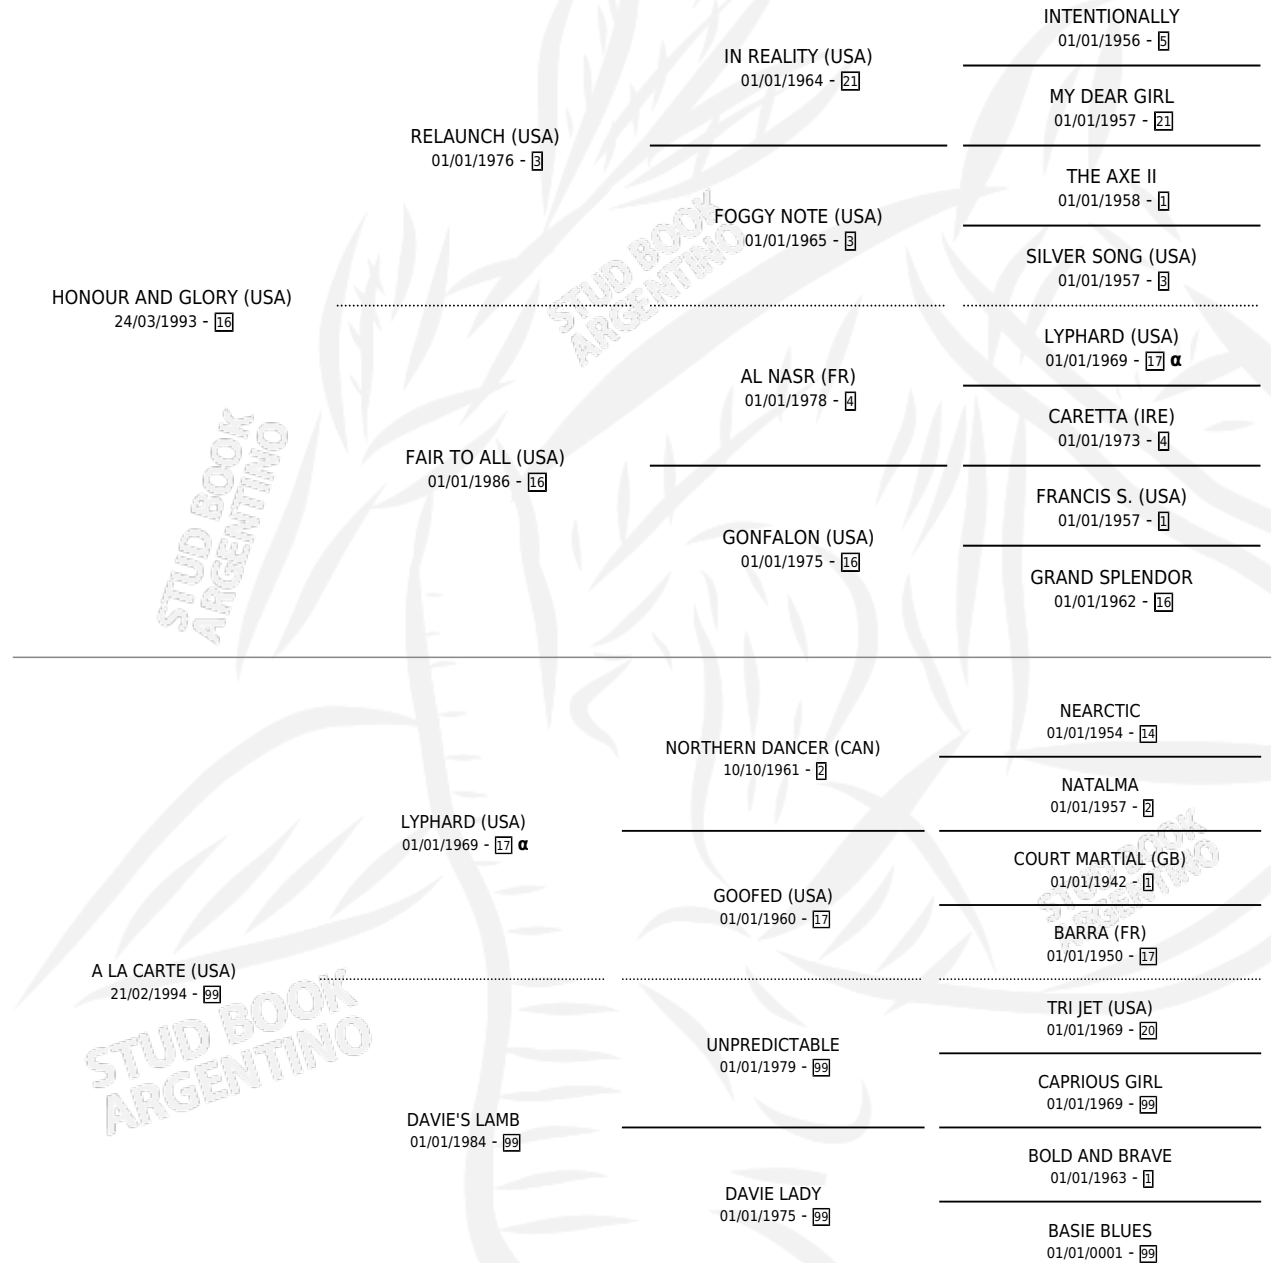 INTENTIONALLY
01/01/1956 - 5
IN REALITY (USA)
01/01/1964 - 21
MY DEAR GIRL
01/01/1957 - 21
RELAUNCH (USA)
01/01/1976 - 3
THE AXE II
01/01/1958 - 1
FOGGY NOTE (USA)
01/01/1965 - 3
SILVER SONG (USA)
01/01/1957 - 3
HONOUR AND GLORY (USA)
24/03/1993 - 16
LYPHARD (USA)
01/01/1969 - 17 α
AL NASR (FR)
01/01/1978 - 4
CARETTA (IRE)
01/01/1973 - 4
FAIR TO ALL (USA)
01/01/1986 - 16
FRANCIS S. (USA)
01/01/1957 - 1
GONFALON (USA)
01/01/1975 - 16
GRAND SPLENDOR
01/01/1962 - 16
NEARCTIC
01/01/1954 - 14
NORTHERN DANCER (CAN)
10/10/1961 - 2
NATALMA
01/01/1957 - 2
LYPHARD (USA)
01/01/1969 - 17 α
COURT MARTIAL (GB)
01/01/1942 - 1
GOOFED (USA)
01/01/1960 - 17
BARRA (FR)
01/01/1950 - 17
A LA CARTE (USA)
21/02/1994 - 99
TRI JET (USA)
01/01/1969 - 20
UNPREDICTABLE
01/01/1979 - 99
CAPRIOUS GIRL
01/01/1969 - 99
DAVIE'S LAMB
01/01/1984 - 99
BOLD AND BRAVE
01/01/1963 - 1
DAVIE LADY
01/01/1975 - 99
BASIE BLUES
01/01/0001 - 99
STUD BOOK
ARGENTINO
STUD BOOK
ARGENTINO
STUD BOOK
ARGENTINO
STUD BOOK
ARGENTINO